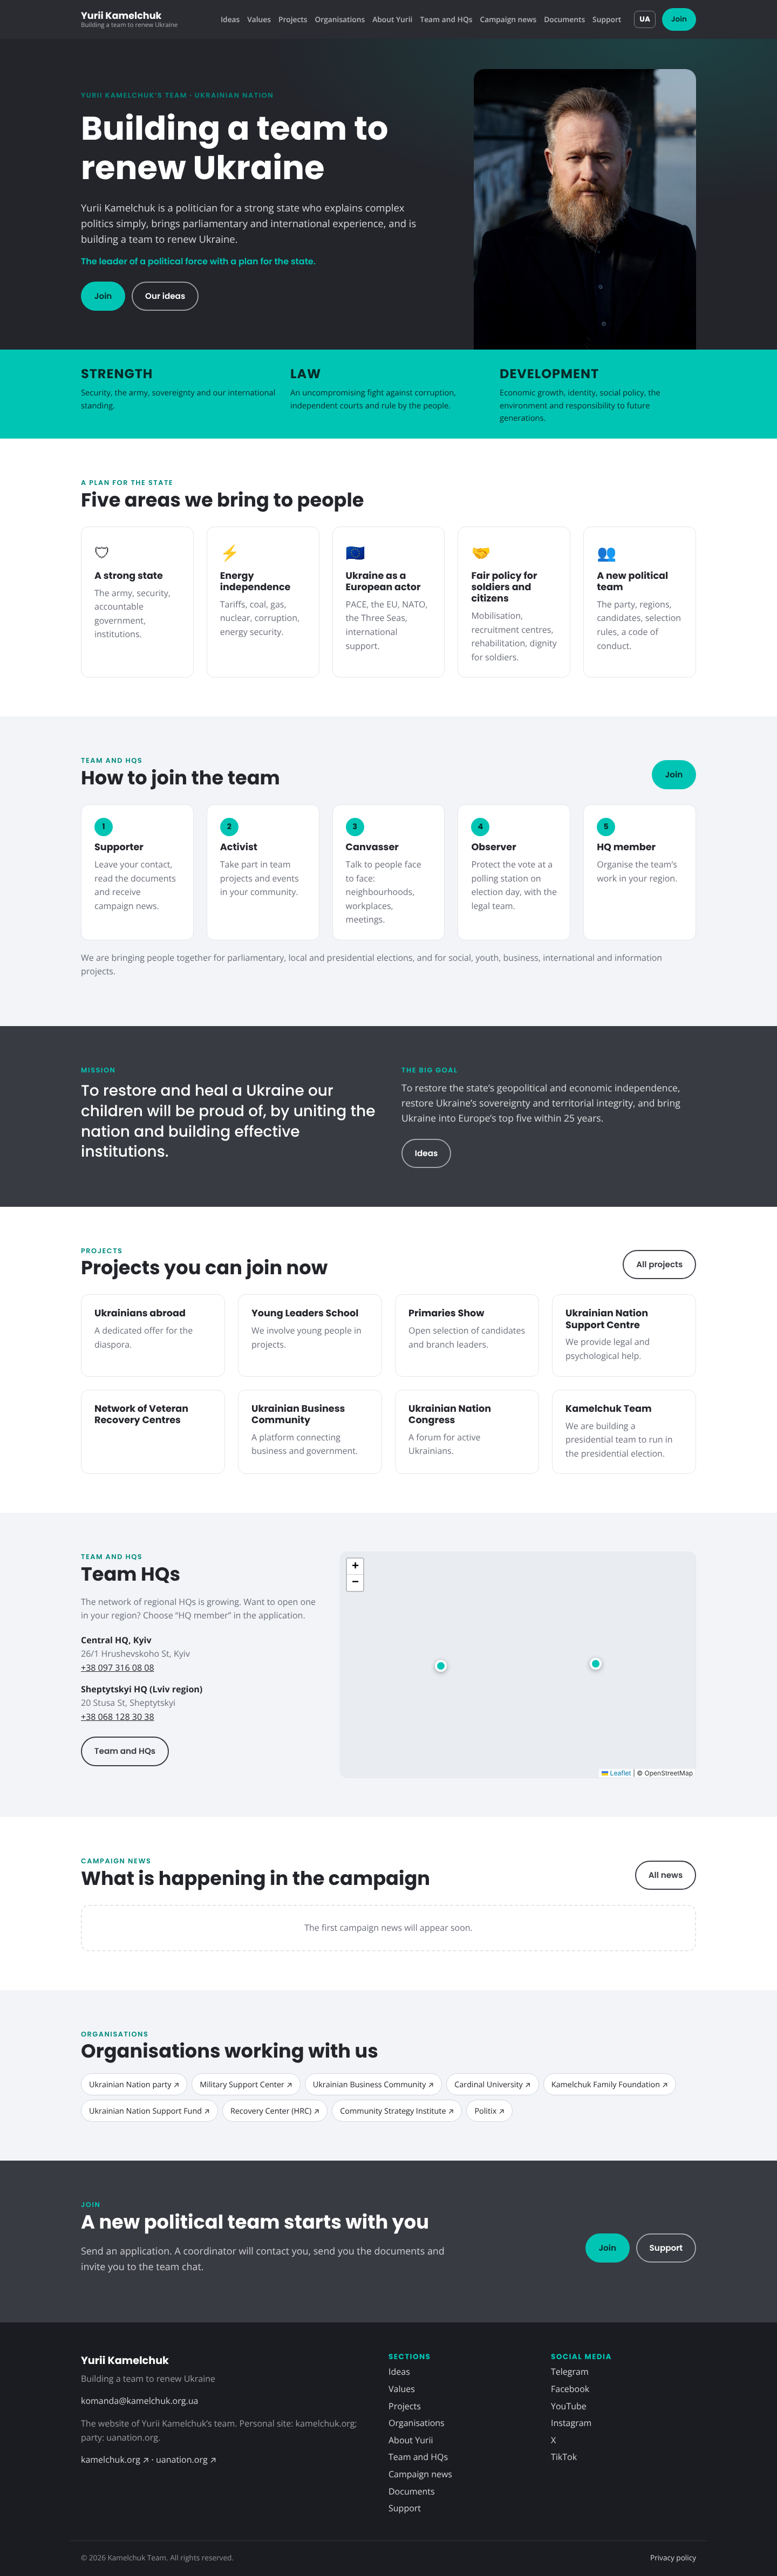 Yurii Kamelchuk
Building a team to renew Ukraine
Ideas Values Projects Organisations About Yurii Team and HQs Campaign news Documents Support UA Join
YURII KAMELCHUK'S TEAM · UKRAINIAN NATION
Building a team to
renew Ukraine
Yurii Kamelchuk is a politician for a strong state who explains complex
politics simply, brings parliamentary and international experience, and is
building a team to renew Ukraine.
The leader of a political force with a plan for the state.
Join Our ideas
STRENGTH
Security, the army, sovereignty and our international
standing.
LAW
An uncompromising fight against corruption,
independent courts and rule by the people.
DEVELOPMENT
Economic growth, identity, social policy, the
environment and responsibility to future
generations.
A PLAN FOR THE STATE
Five areas we bring to people
A strong state
The army, security,
accountable
government,
institutions.
Energy
independence
Tariffs, coal, gas,
nuclear, corruption,
energy security.
Ukraine as a
European actor
PACE, the EU, NATO,
the Three Seas,
international
support.
Fair policy for
soldiers and
citizens
Mobilisation,
recruitment centres,
rehabilitation, dignity
for soldiers.
A new political
team
The party, regions,
candidates, selection
rules, a code of
conduct.
TEAM AND HQS
How to join the team
Join
1
Supporter
Leave your contact,
read the documents
and receive
campaign news.
2
Activist
Take part in team
projects and events
in your community.
3
Canvasser
Talk to people face
to face:
neighbourhoods,
workplaces,
meetings.
4
Observer
Protect the vote at a
polling station on
election day, with the
legal team.
5
HQ member
Organise the team's
work in your region.
We are bringing people together for parliamentary, local and presidential elections, and for social, youth, business, international and information
projects.
MISSION
To restore and heal a Ukraine our
children will be proud of, by uniting the
nation and building effective
institutions.
THE BIG GOAL
To restore the state's geopolitical and economic independence,
restore Ukraine's sovereignty and territorial integrity, and bring
Ukraine into Europe's top five within 25 years.
Ideas
PROJECTS
Projects you can join now
All projects
Ukrainians abroad
A dedicated offer for the
diaspora.
Young Leaders School
We involve young people in
projects.
Primaries Show
Open selection of candidates
and branch leaders.
Ukrainian Nation
Support Centre
We provide legal and
psychological help.
Network of Veteran
Recovery Centres
Ukrainian Business
Community
A platform connecting
business and government.
Ukrainian Nation
Congress
A forum for active
Ukrainians.
Kamelchuk Team
We are building a
presidential team to run in
the presidential election.
TEAM AND HQS
Team HQs
The network of regional HQs is growing. Want to open one
in your region? Choose “HQ member” in the application.
Central HQ, Kyiv
26/1 Hrushevskoho St, Kyiv
+38 097 316 08 08
Sheptytskyi HQ (Lviv region)
20 Stusa St, Sheptytskyi
+38 068 128 30 38
Team and HQs
+
−
Leaflet | © OpenStreetMap
CAMPAIGN NEWS
What is happening in the campaign
All news
The first campaign news will appear soon.
ORGANISATIONS
Organisations working with us
Ukrainian Nation party ↗ Military Support Center ↗ Ukrainian Business Community ↗ Cardinal University ↗ Kamelchuk Family Foundation ↗
Ukrainian Nation Support Fund ↗ Recovery Center (HRC) ↗ Community Strategy Institute ↗ Politix ↗
JOIN
A new political team starts with you
Send an application. A coordinator will contact you, send you the documents and
invite you to the team chat.
Join Support
Yurii Kamelchuk
Building a team to renew Ukraine
komanda@kamelchuk.org.ua
The website of Yurii Kamelchuk's team. Personal site: kamelchuk.org;
party: uanation.org.
kamelchuk.org ↗ · uanation.org ↗
SECTIONS
Ideas
Values
Projects
Organisations
About Yurii
Team and HQs
Campaign news
Documents
Support
SOCIAL MEDIA
Telegram
Facebook
YouTube
Instagram
X
TikTok
© 2026 Kamelchuk Team. All rights reserved.
Privacy policy